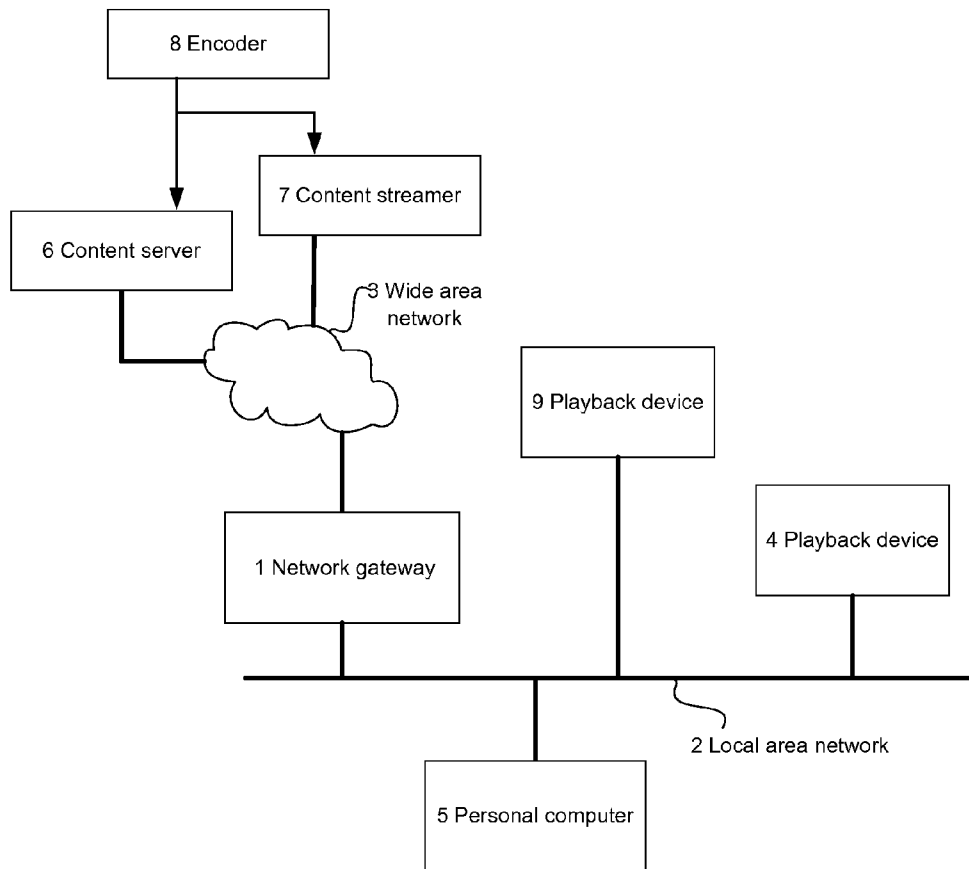 8 Encoder
7 Content streamer
6 Content server
3 Wide area
network
9 Playback device
4 Playback device
1 Network gateway
2 Local area network
5 Personal computer